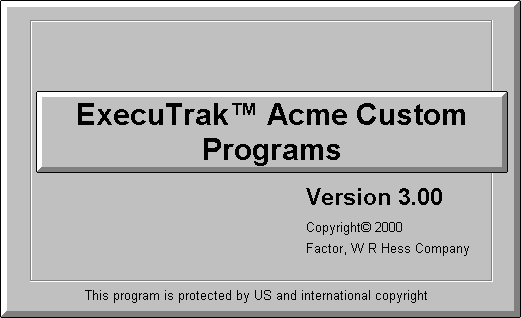 ExecuTrak™ Acme Custom
Programs
Version 3.00
Copyright© 2000
Factor, W R Hess Company
This program is protected by US and international copyright